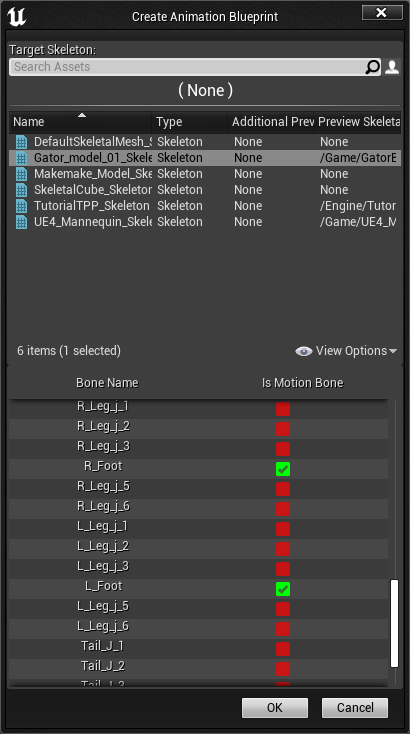 Create Animation Blueprint
Target Skeleton:
Search Assets
( None )
Name Type Additional Prev Preview Skeleta
DefaultSkeletalMesh_S Skeleton None None
Gator_model_01_Skele Skeleton None /Game/GatorE
Makemake_Model_Ske Skeleton None None
SkeletalCube_Skeleton Skeleton None None
TutorialTPP_Skeleton Skeleton None /Engine/Tutor
UE4_Mannequin_Skele Skeleton None /Game/UE4_M
6 items (1 selected) View Options
Bone Name Is Motion Bone
R_Leg_j_1
R_Leg_j_2
R_Leg_j_3
R_Foot
R_Leg_j_5
R_Leg_j_6
L_Leg_j_1
L_Leg_j_2
L_Leg_j_3
L_Foot
L_Leg_j_5
L_Leg_j_6
Tail_J_1
Tail_J_2
Tail_J_3
OK Cancel